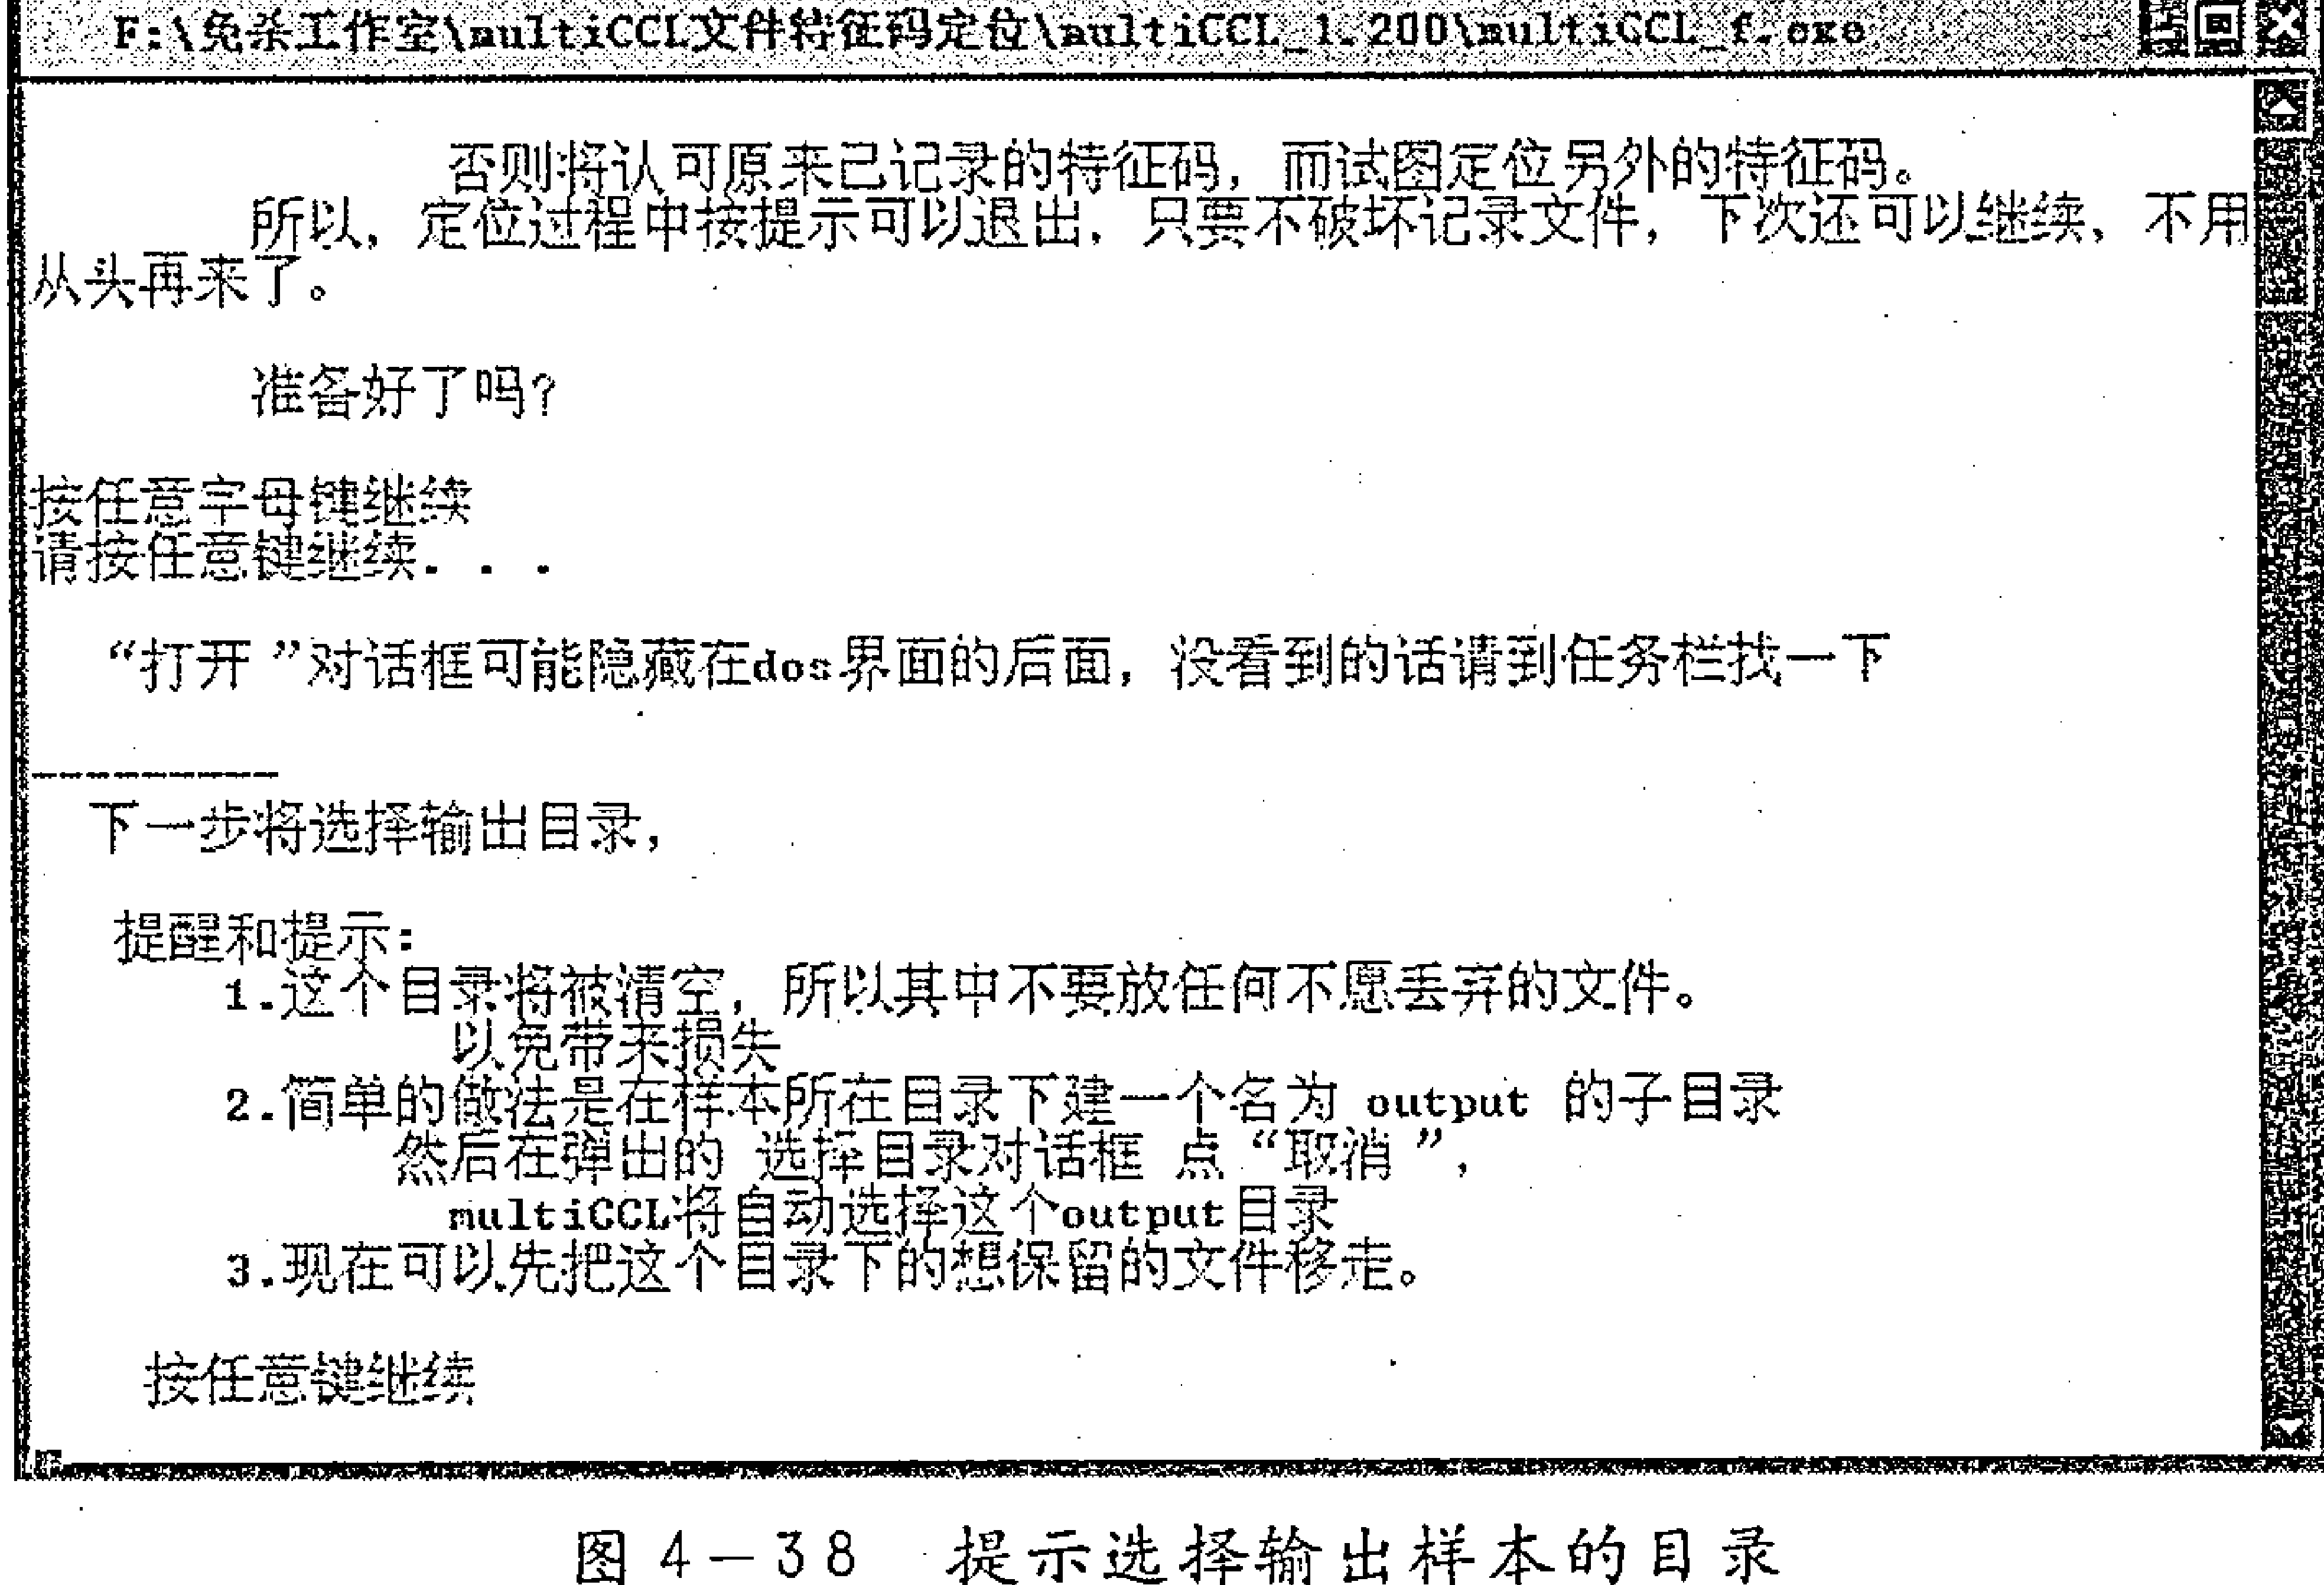 F:\免杀工作室\multiCCL文件特征码定位\multiCCL_1.200\multiCCL_f.exe
否则将认可原来已记录的特征码，而试图定位另外的特征码。
所以，定位过程中按提示可以退出，只要不破坏记录文件，下次还可以继续，不用
从头再来了。
准备好了吗?
按任意字母键继续
请按任意键继续. . .
“打开”对话框可能隐藏在dos界面的后面，没看到的话请到任务栏找一下
----------
下一步将选择输出目录，
提醒和提示:
1.这个目录将被清空，所以其中不要放任何不愿丢弃的文件。
以免带来损失
2.简单的做法是在样本所在目录下建一个名为 output 的子目录
然后在弹出的 选择目录对话框 点“取消”，
multiCCL将自动选择这个output目录
3.现在可以先把这个目录下的想保留的文件移走。
按任意键继续
图 4－38 提示选择输出样本的目录